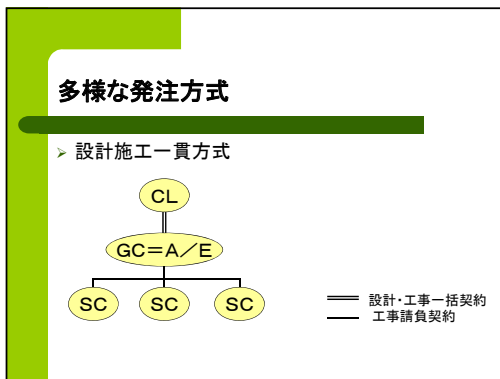 多様な発注方式
設計施工一貫方式
CL
GC＝A／E
SC SC SC
設計・工事一括契約
工事請負契約